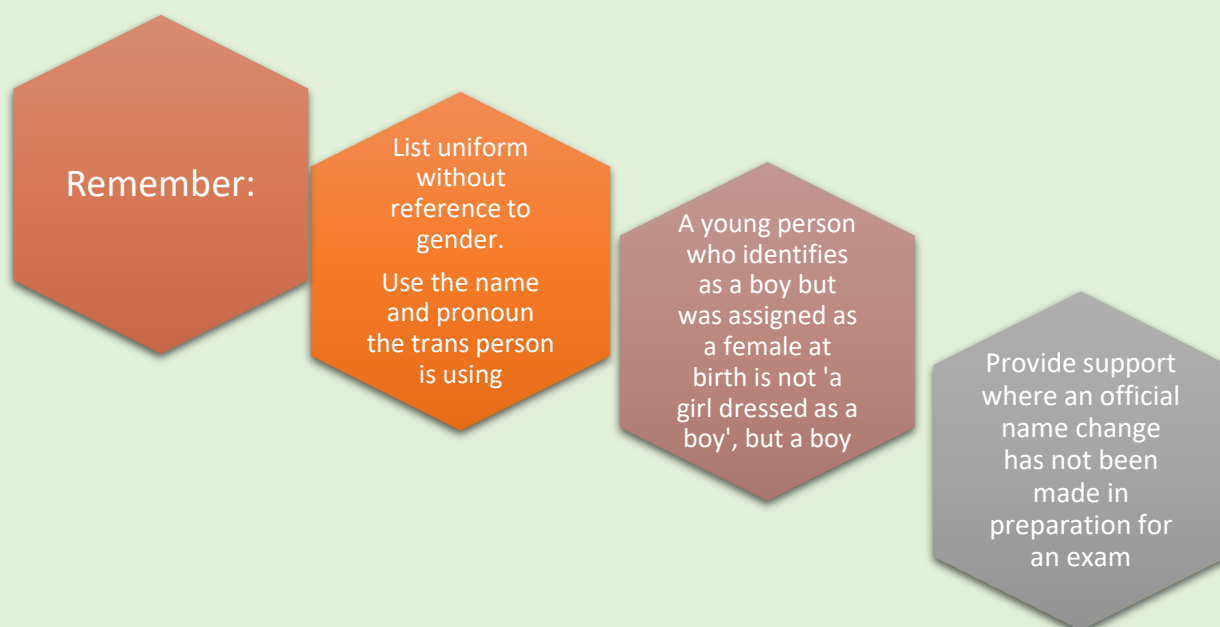 Remember:
List uniform
without
reference to
gender.
Use the name
and pronoun
the trans person
is using
A young person
who identifies
as a boy but
was assigned as
a female at
birth is not 'a
girl dressed as a
boy', but a boy
Provide support
where an official
name change
has not been
made in
preparation for
an exam